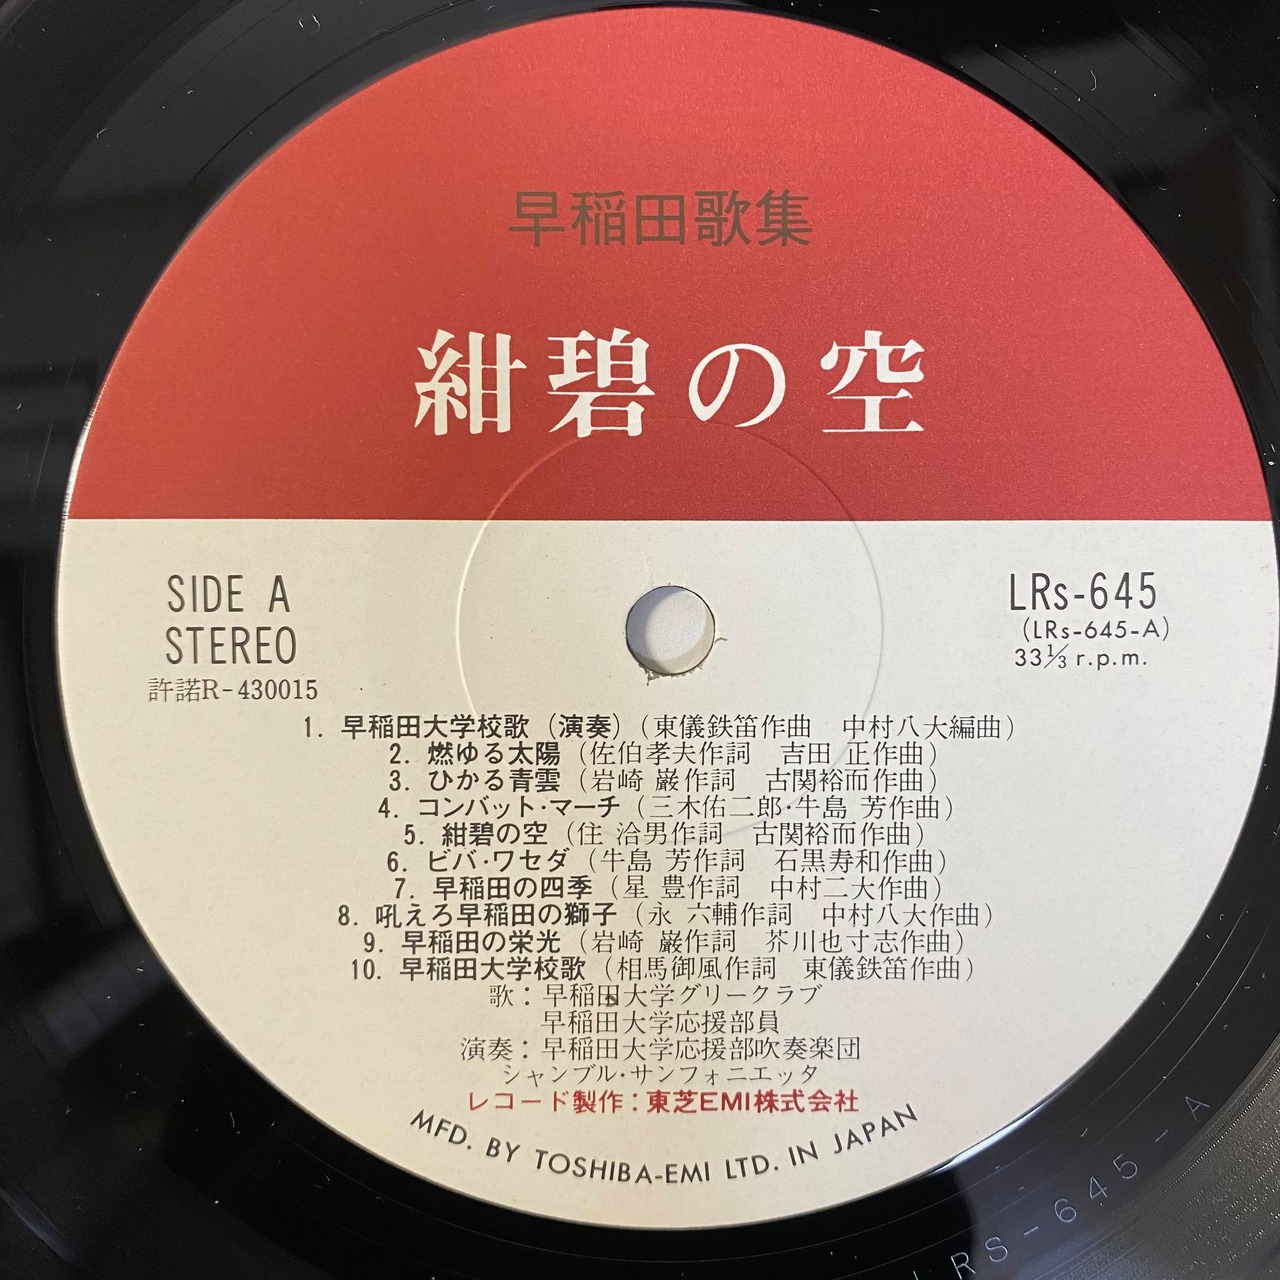 早稲田歌集
紺碧の空
SIDE A
STEREO
許諾R-430015
LRs-645
(LRs-645-A)
33⅓ r.p.m.
1. 早稲田大学校歌（演奏）（東儀鉄笛作曲　中村八大編曲）
2. 燃ゆる太陽（佐伯孝夫作詞　吉田 正作曲）
3. ひかる青雲（岩崎 巌作詞　古関裕而作曲）
4. コンバット・マーチ（三木佑二郎・牛島 芳作曲）
5. 紺碧の空（住 治男作詞　古関裕而作曲）
6. ビバ・ワセダ（牛島 芳作詞　石黒寿和作曲）
7. 早稲田の四季（星 豊作詞　中村二大作曲）
8. 吼えろ早稲田の獅子（永 六輔作詞　中村八大作曲）
9. 早稲田の栄光（岩崎 巌作詞　芥川也寸志作曲）
10. 早稲田大学校歌（相馬御風作詞　東儀鉄笛作曲）
歌：早稲田大学グリークラブ
早稲田大学応援部員
演奏：早稲田大学応援部吹奏楽団
シャンブル・サンフォニエッタ
レコード製作：東芝EMI株式会社
MFD. BY TOSHIBA-EMI LTD. IN JAPAN
LRS-645-A